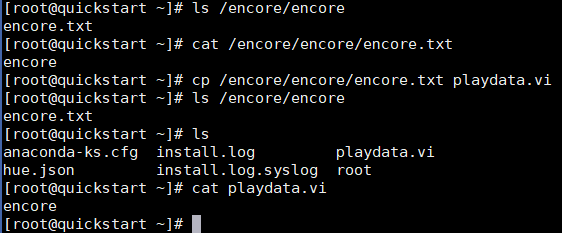 [root@quickstart ~]# ls /encore/encore
encore.txt
[root@quickstart ~]# cat /encore/encore/encore.txt
encore
[root@quickstart ~]# cp /encore/encore/encore.txt playdata.vi
[root@quickstart ~]# ls /encore/encore
encore.txt
[root@quickstart ~]# ls
anaconda-ks.cfg  install.log         playdata.vi
hue.json         install.log.syslog  root
[root@quickstart ~]# cat playdata.vi
encore
[root@quickstart ~]#